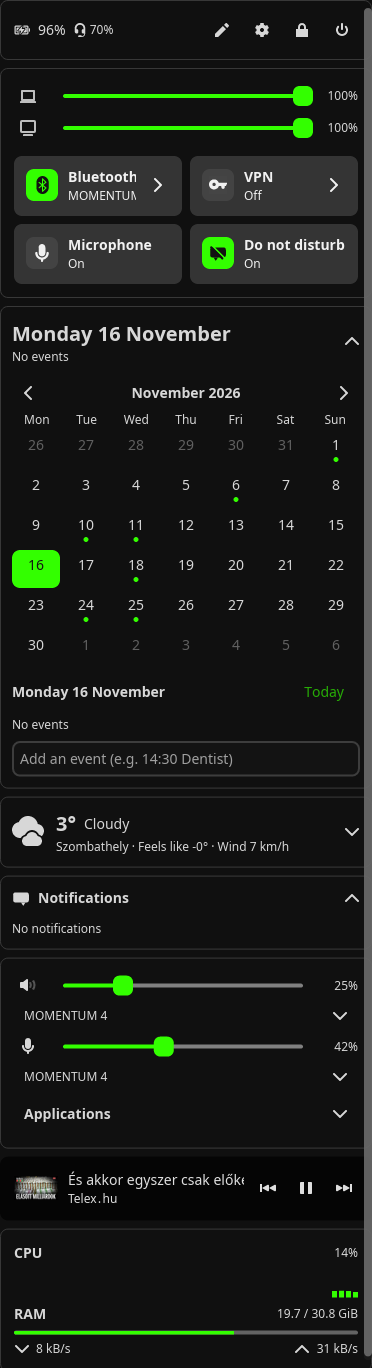 96% 70%
100%
100%
Bluetooth
MOMENTUM
VPN
Off
Microphone
On
Do not disturb
On
Monday 16 November
No events
November 2026
Mon Tue Wed Thu Fri Sat Sun
26 27 28 29 30 31 1
2 3 4 5 6 7 8
9 10 11 12 13 14 15
16 17 18 19 20 21 22
23 24 25 26 27 28 29
30 1 2 3 4 5 6
Monday 16 November Today
No events
Add an event (e.g. 14:30 Dentist)
3° Cloudy
Szombathely · Feels like -0° · Wind 7 km/h
Notifications
No notifications
25%
MOMENTUM 4
42%
MOMENTUM 4
Applications
És akkor egyszer csak előke
Telex.hu
CPU 14%
RAM 19.7 / 30.8 GiB
8 kB/s 31 kB/s